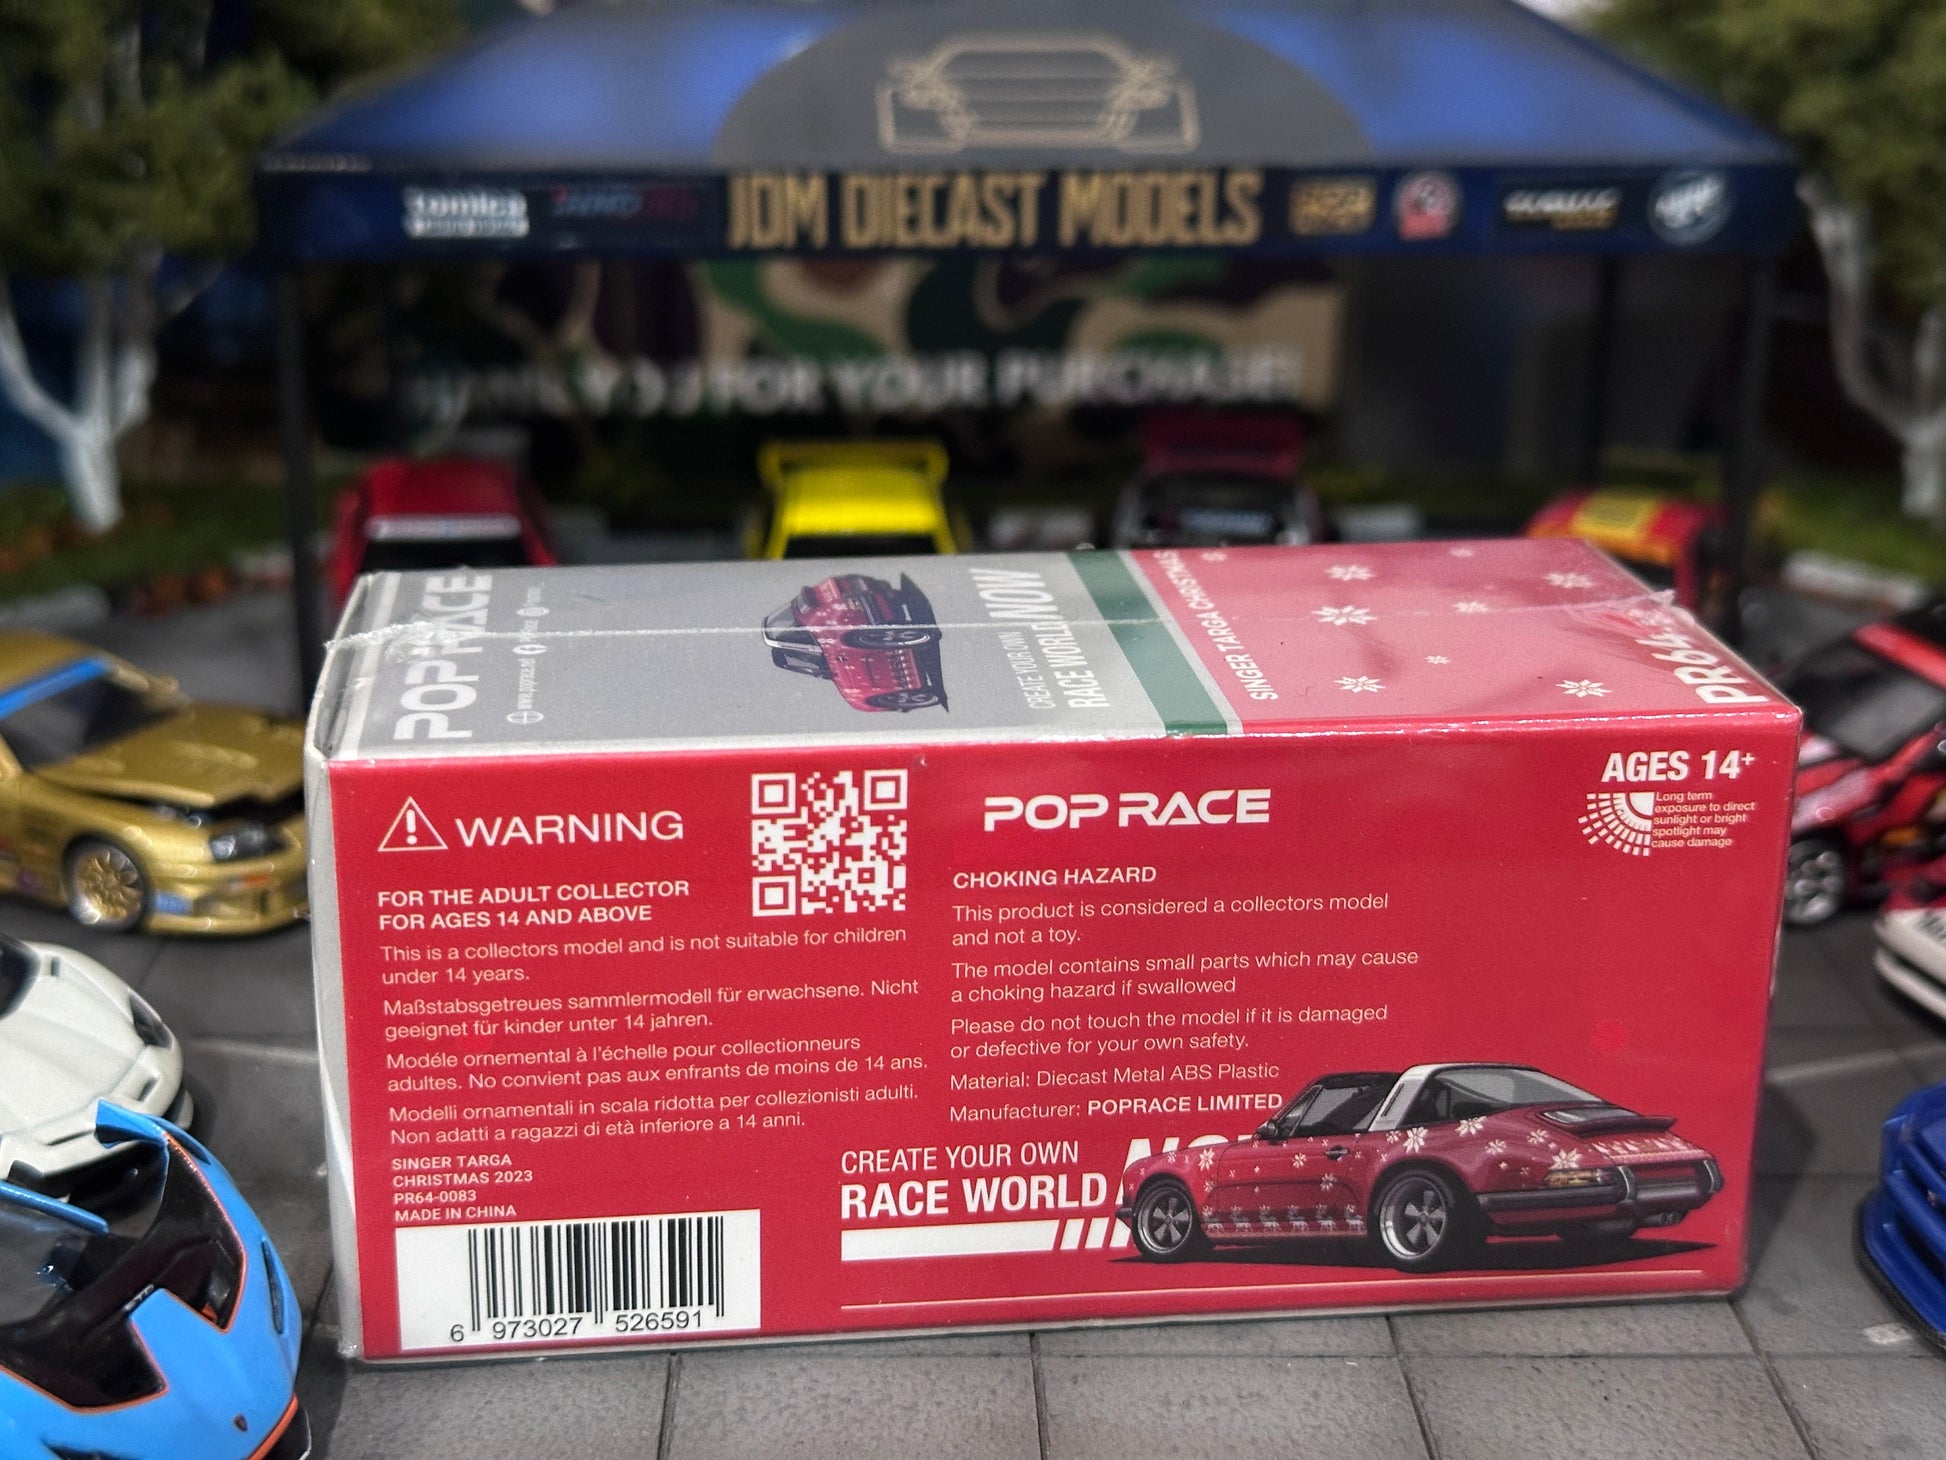 tomica
JDM DIECAST MODELS
YOU FOR YOUR PURCHASE!
POP RACE
CREATE YOUR OWN
RACE WORLD NOW
SINGER TARGA CHRISTMAS
PR64
WARNING
FOR THE ADULT COLLECTOR
FOR AGES 14 AND ABOVE
This is a collectors model and is not suitable for children
under 14 years.
Maßstabsgetreues sammlermodell für erwachsene. Nicht
geeignet für kinder unter 14 jahren.
Modéle ornemental à l'échelle pour collectionneurs
adultes. No convient pas aux enfrants de moins de 14 ans.
Modelli ornamentali in scala ridotta per collezionisti adulti.
Non adatti a ragazzi di età inferiore a 14 anni.
SINGER TARGA
CHRISTMAS 2023
PR64-0083
MADE IN CHINA
6 973027 526591
POP RACE
CHOKING HAZARD
This product is considered a collectors model
and not a toy.
The model contains small parts which may cause
a choking hazard if swallowed
Please do not touch the model if it is damaged
or defective for your own safety.
Material: Diecast Metal ABS Plastic
Manufacturer: POPRACE LIMITED
CREATE YOUR OWN
RACE WORLD
AGES 14+
Long term
exposure to direct
sunlight or bright
spotlight may
cause damage